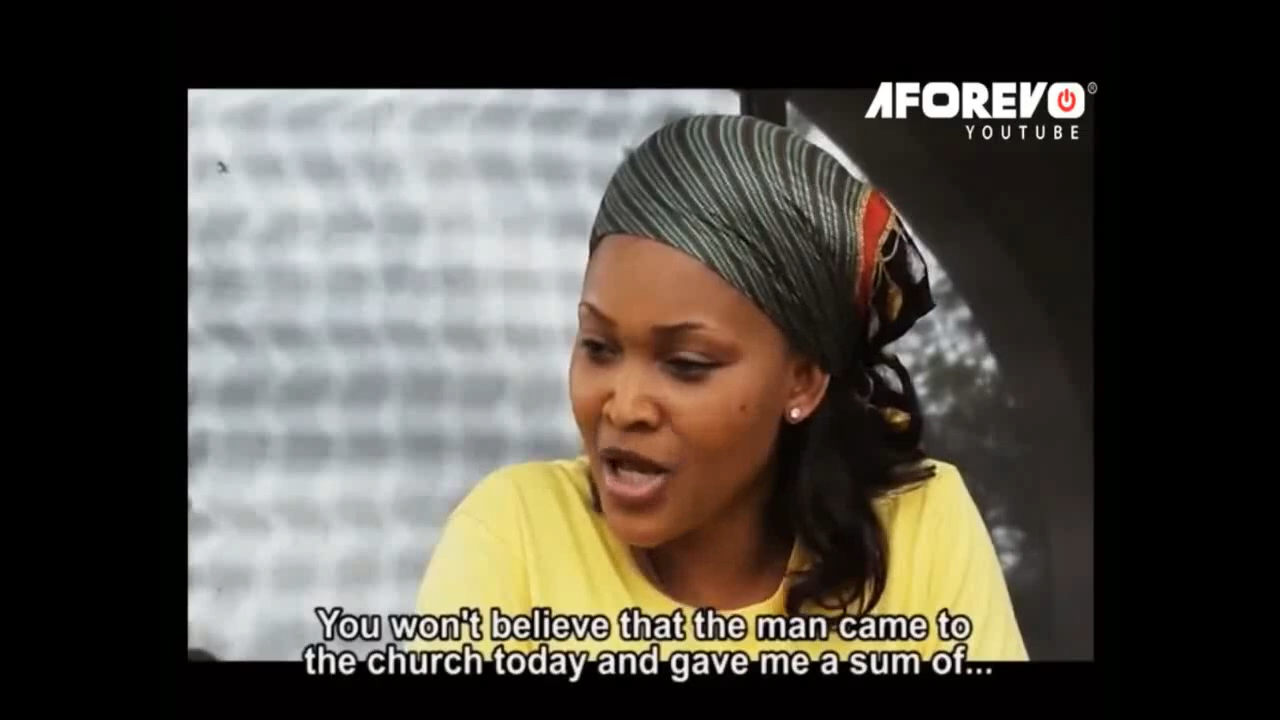 AFOREVO®
YOUTUBE
You won't believe that the man came to
the church today and gave me a sum of...